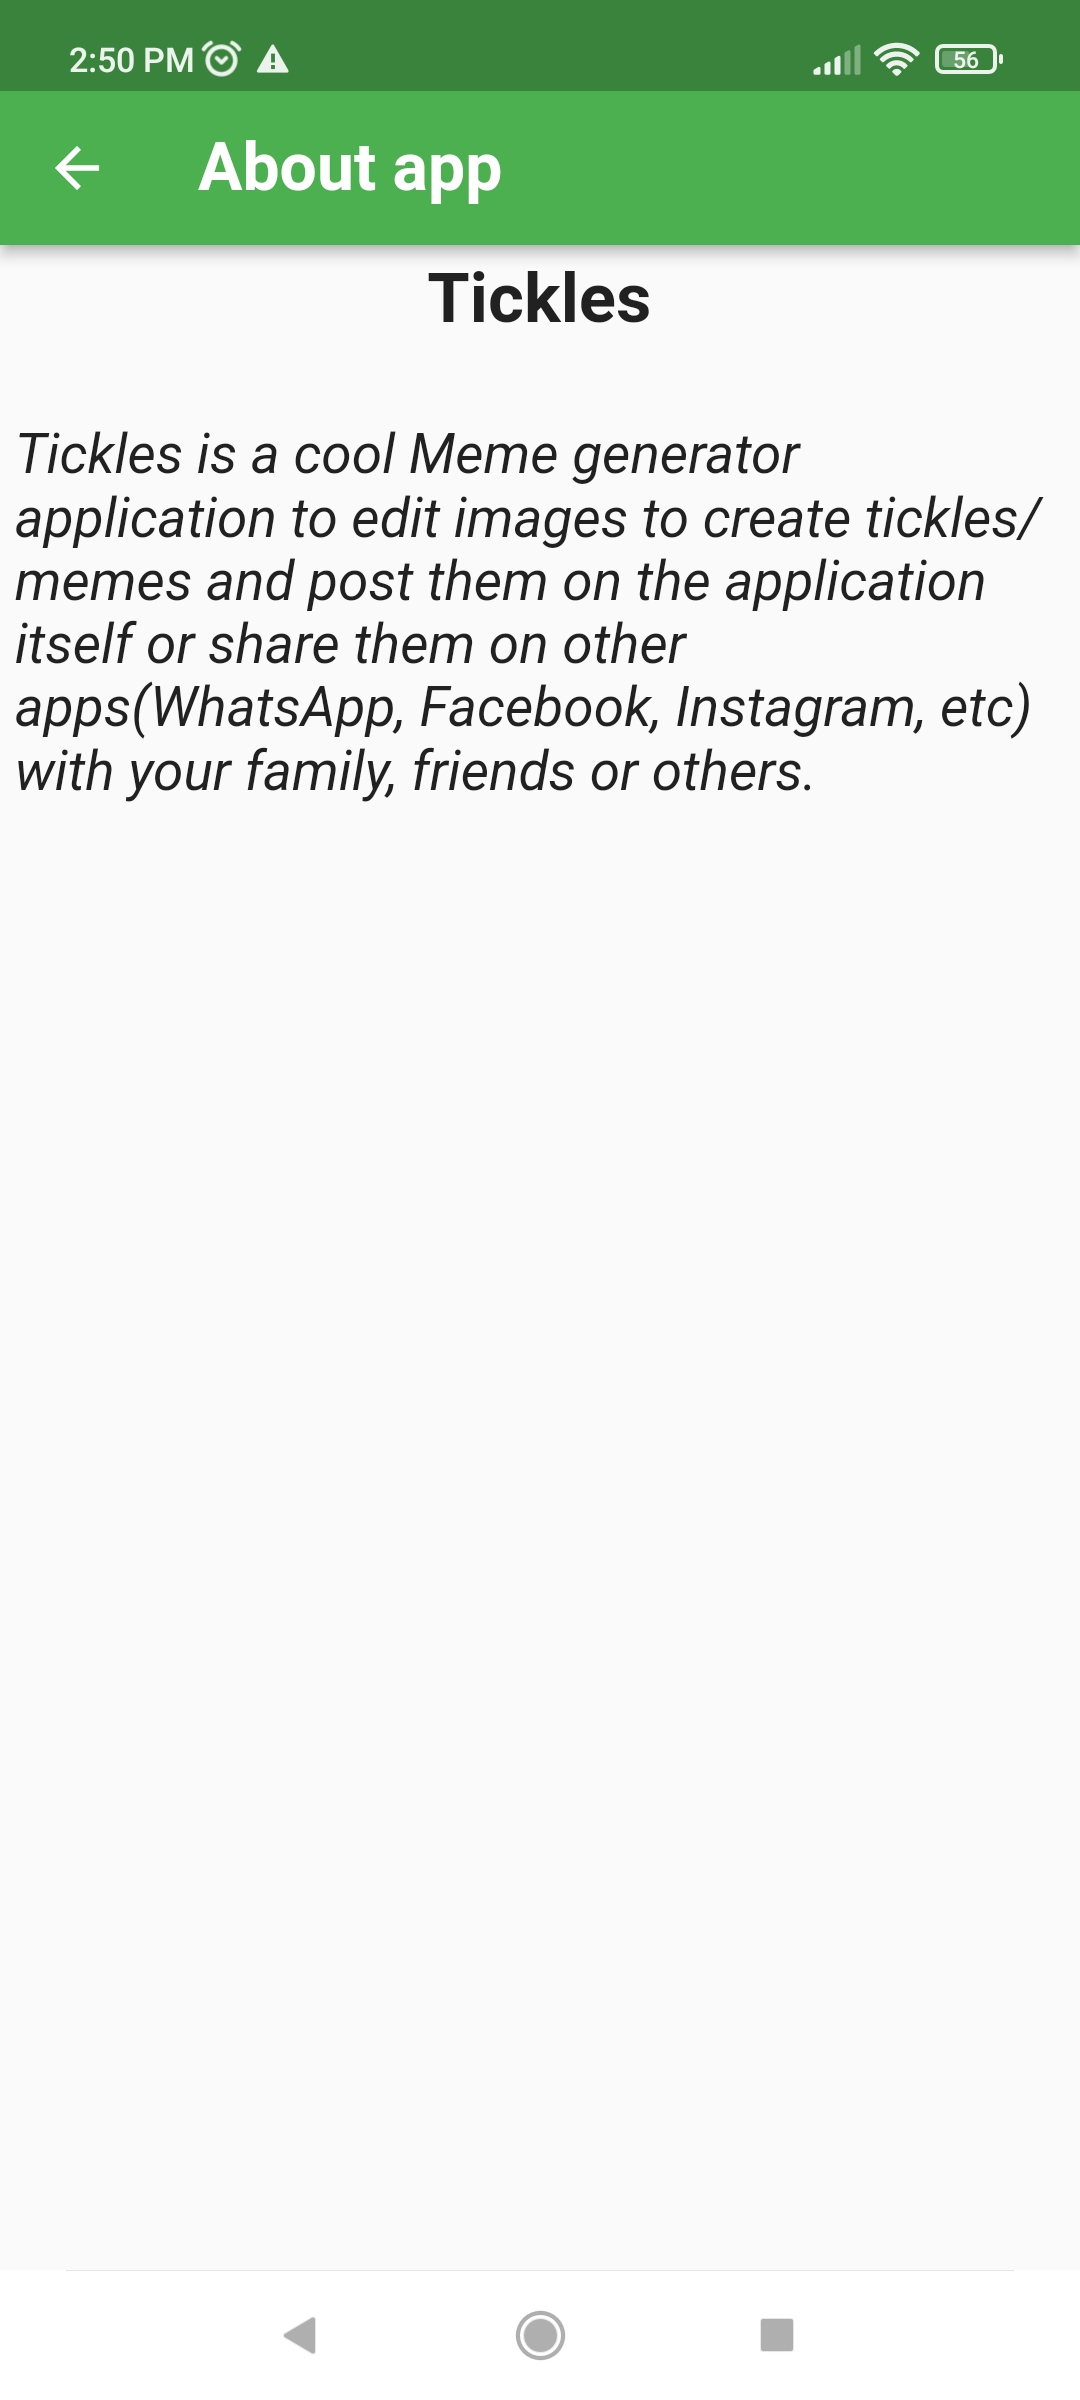 2:50 PM
56
About app
Tickles
Tickles is a cool Meme generator
application to edit images to create tickles/
memes and post them on the application
itself or share them on other
apps(WhatsApp, Facebook, Instagram, etc)
with your family, friends or others.